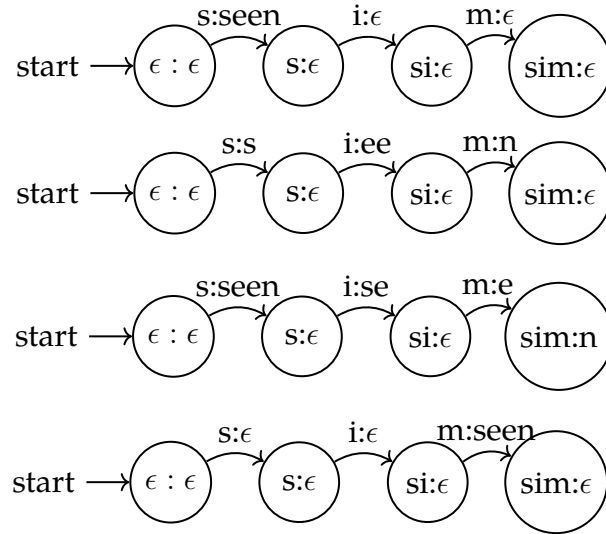 s:seen i:ϵ m:ϵ
start ϵ : ϵ s:ϵ si:ϵ sim:ϵ
s:s i:ee m:n
start ϵ : ϵ s:ϵ si:ϵ sim:ϵ
s:seen i:se m:e
start ϵ : ϵ s:ϵ si:ϵ sim:n
s:ϵ i:ϵ m:seen
start ϵ : ϵ s:ϵ si:ϵ sim:ϵ